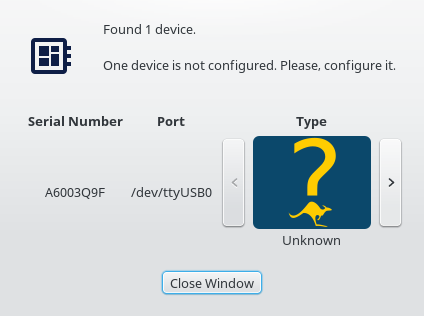 Found 1 device.
One device is not configured. Please, configure it.
Serial Number Port Type
A6003Q9F /dev/ttyUSB0
?
Unknown
Close Window